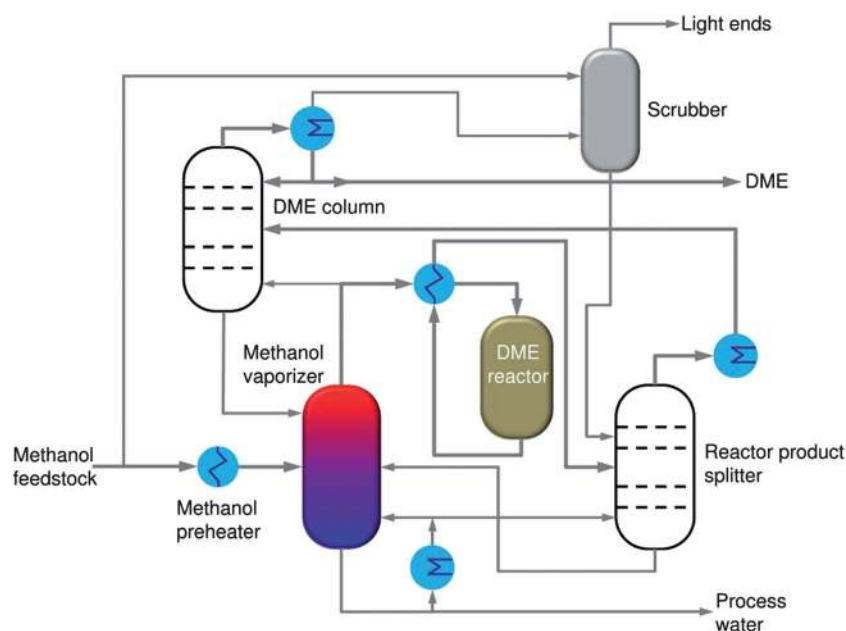 Light ends
Scrubber
DME
DME column
Methanol
vaporizer
DME
reactor
Methanol
feedstock
Methanol
preheater
Reactor product
splitter
Process
water